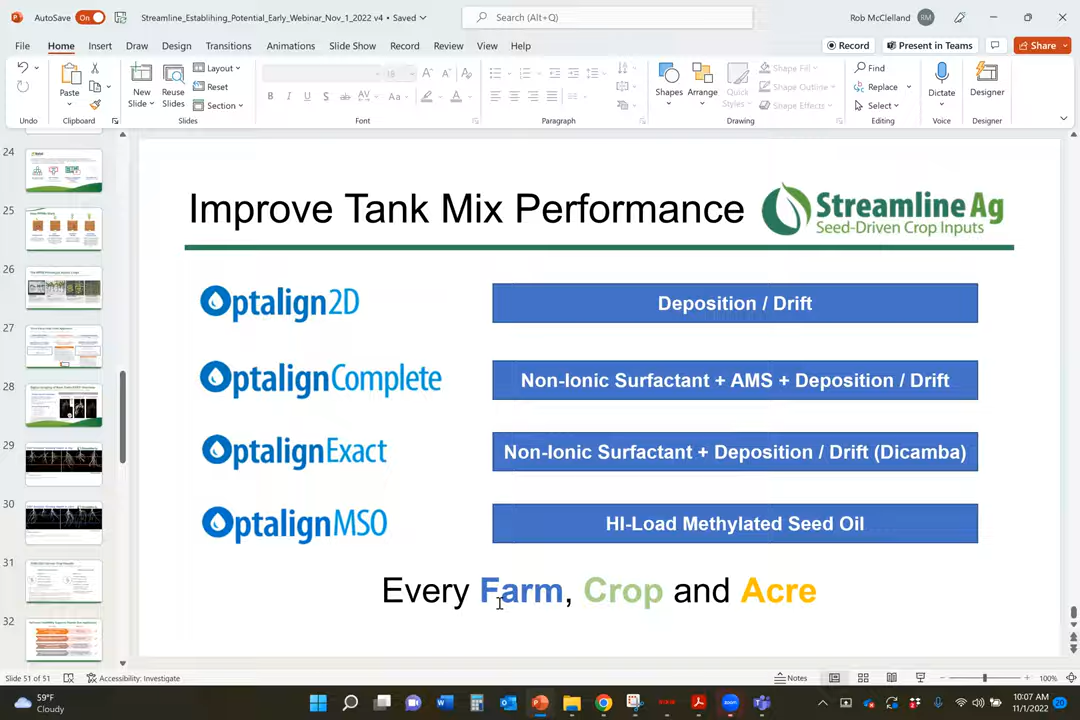 AutoSave On Streamline_Establihing_Potential_Early_Webinar_Nov_1_2022 v4 • Saved Search (Alt+Q) Rob McClelland RM
File Home Insert Draw Design Transitions Animations Slide Show Record Review View Help Record Present in Teams Share
Paste New Slide Reuse Slides Layout Reset Section
18
Shapes Arrange Quick Styles Shape Fill Shape Outline Shape Effects
Find Replace Select
Dictate Designer
Undo Clipboard Slides Font Paragraph Drawing Editing Voice Designer
24
25
26
27
28
29
30
31
32
Improve Tank Mix Performance
Streamline Ag
Seed-Driven Crop Inputs
Optalign2D Deposition / Drift
OptalignComplete Non-Ionic Surfactant + AMS + Deposition / Drift
OptalignExact Non-Ionic Surfactant + Deposition / Drift (Dicamba)
OptalignMSO HI-Load Methylated Seed Oil
Every Farm, Crop and Acre
Slide 51 of 51 Accessibility: Investigate Notes 100%
59°F
Cloudy
10:07 AM
11/1/2022
20